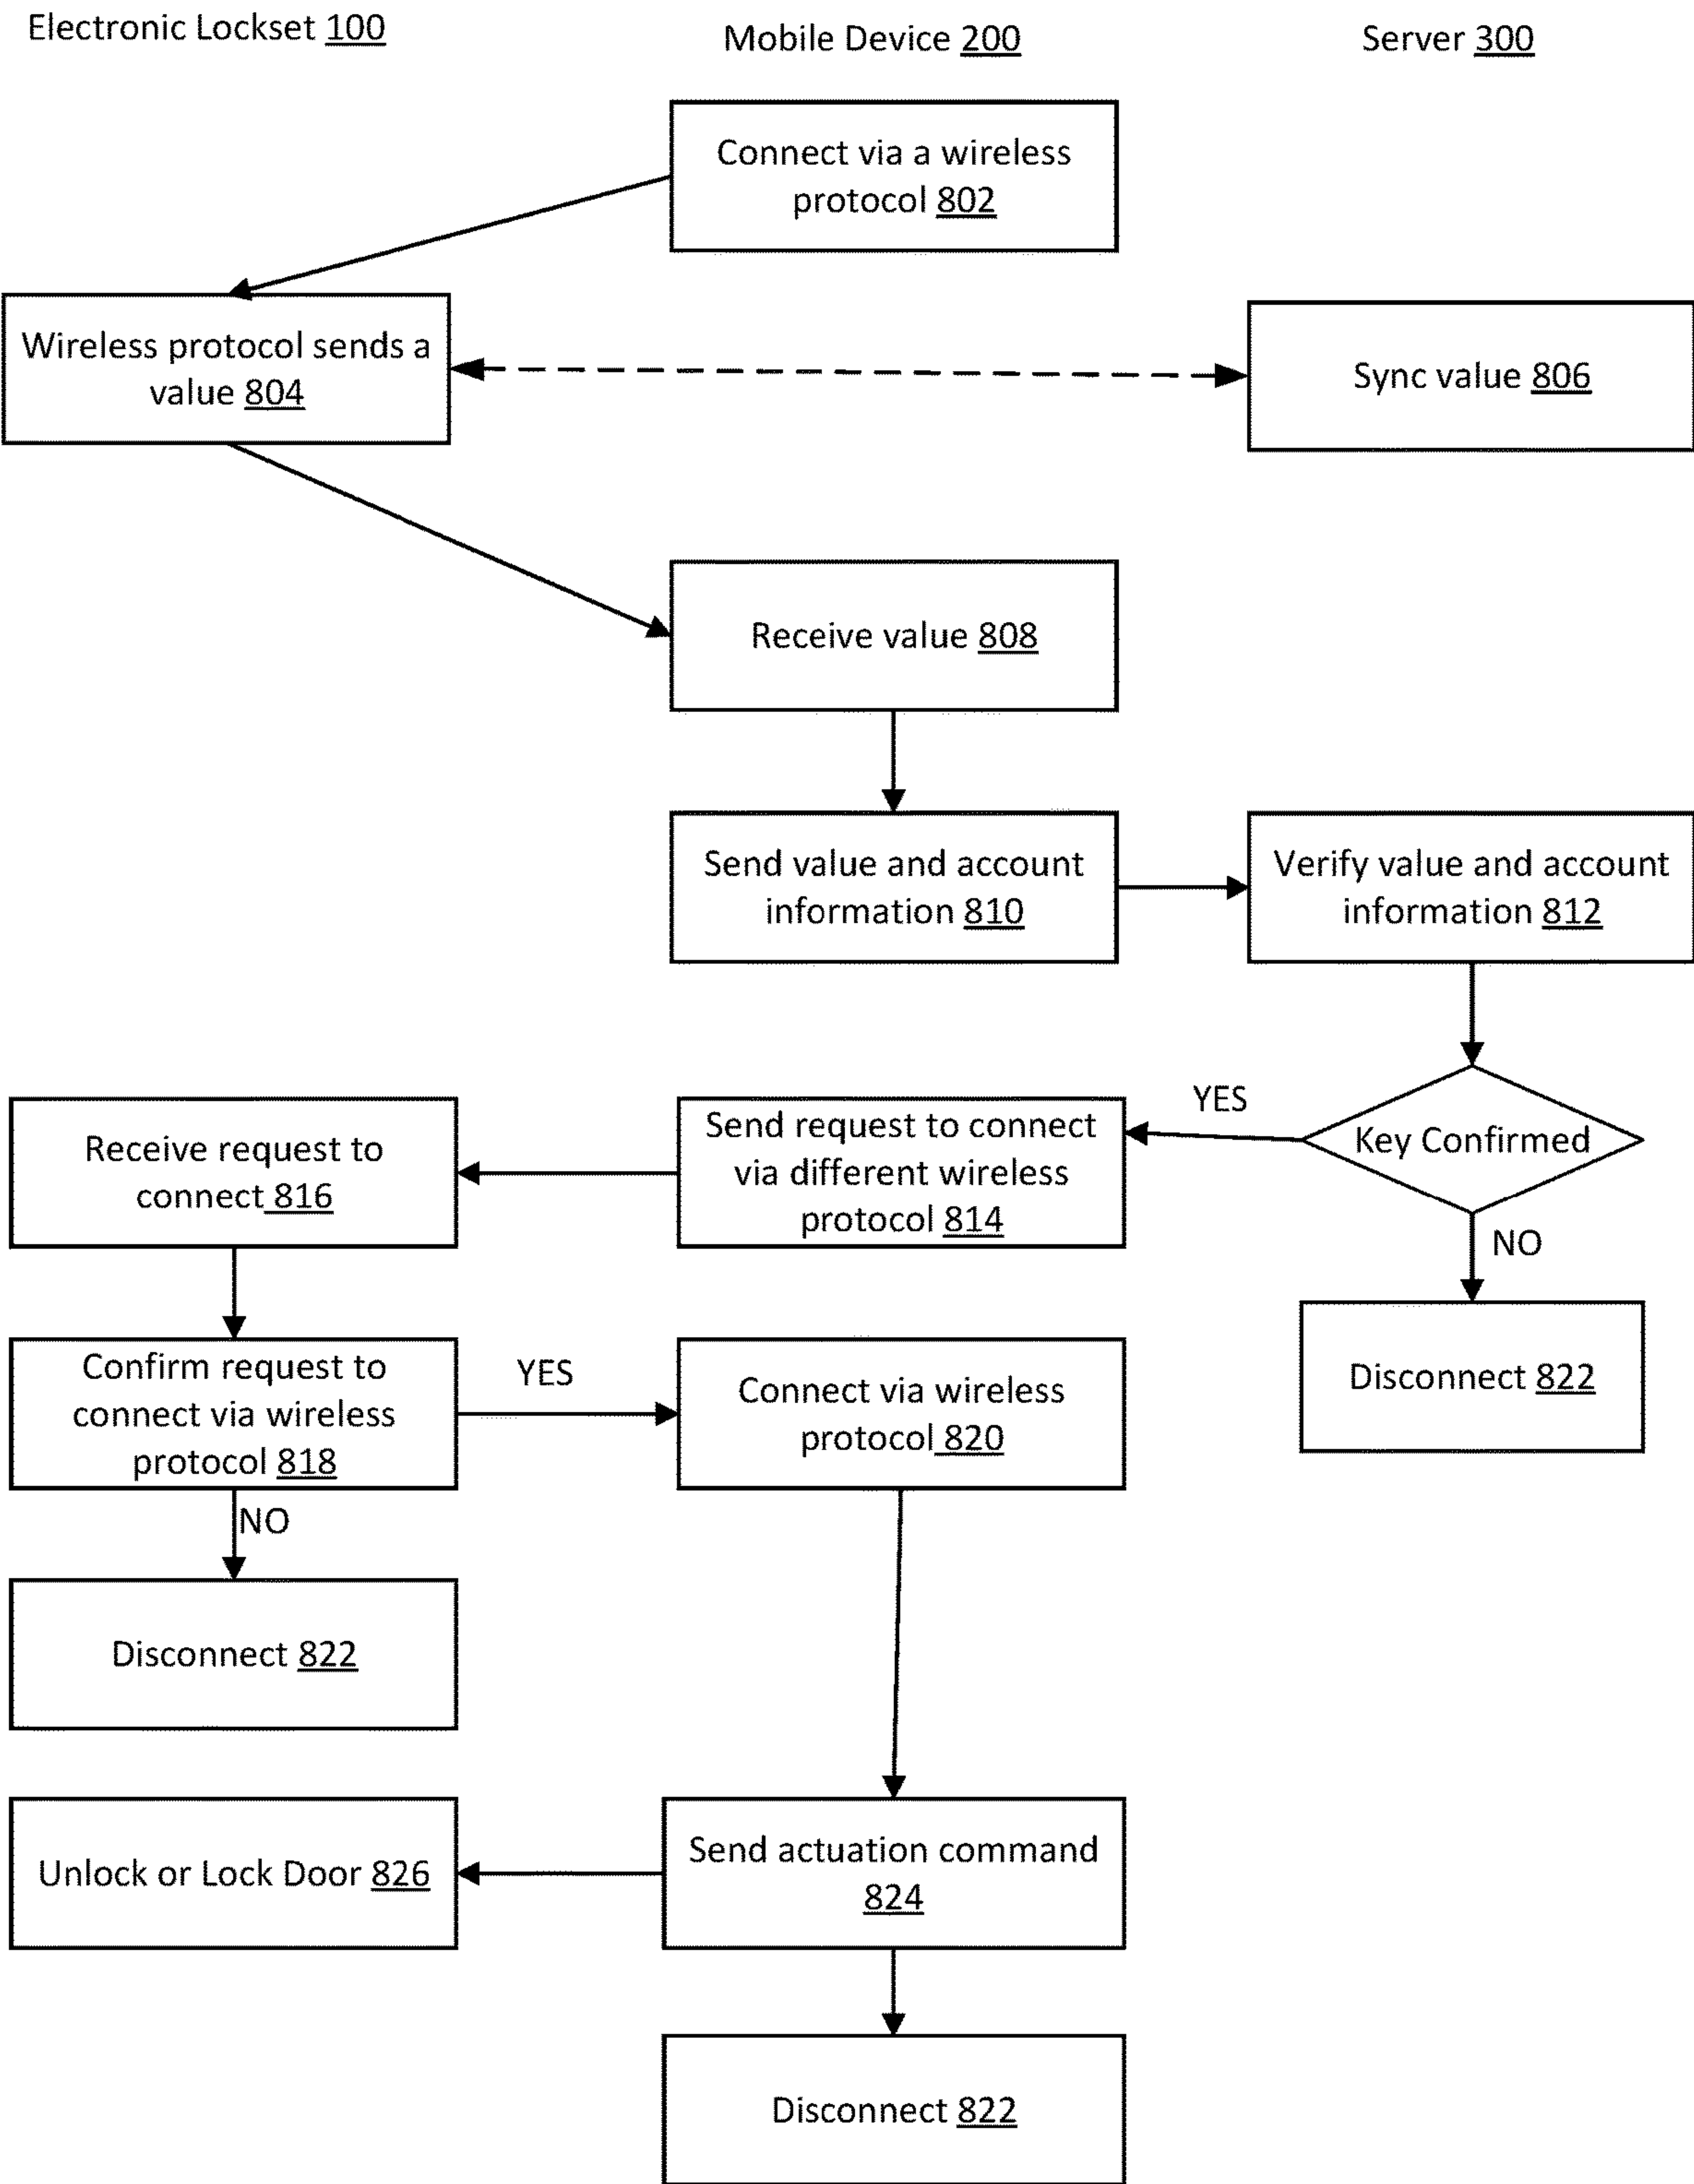 Electronic Lockset 100
Mobile Device 200
Server 300
Connect via a wireless
protocol 802
Wireless protocol sends a
value 804
Sync value 806
Receive value 808
Send value and account
information 810
Verify value and account
information 812
YES
Key Confirmed
NO
Send request to connect
via different wireless
protocol 814
Receive request to
connect 816
Disconnect 822
Confirm request to
connect via wireless
protocol 818
YES
Connect via wireless
protocol 820
NO
Disconnect 822
Unlock or Lock Door 826
Send actuation command
824
Disconnect 822